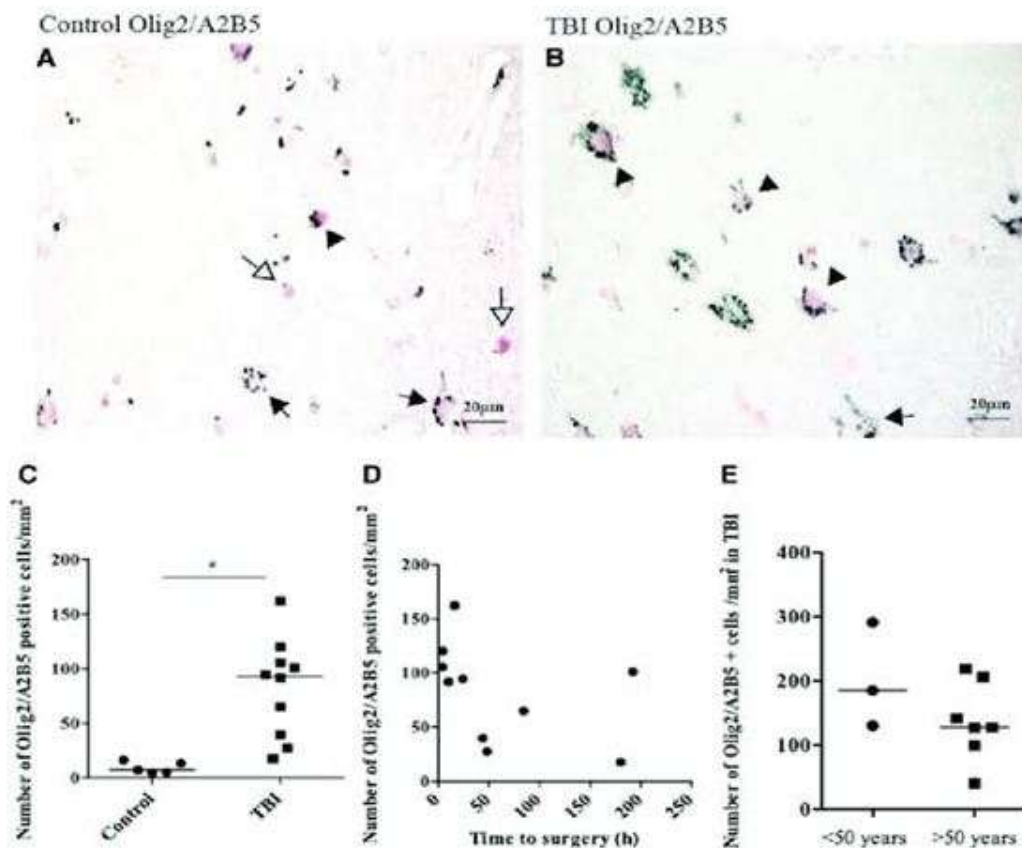 Control Olig2/A2B5
TBI Olig2/A2B5
A
B
20μm
20μm
C
D
E
Number of Olig2/A2B5 positive cells/mm²
200
150
100
50
0
*
Control
TBI
Number of Olig2/A2B5 positive cells/mm²
200
150
100
50
0
0
50
100
150
200
250
Time to surgery (h)
Number of Olig2/A2B5 + cells /mm² in TBI
400
300
200
100
0
<50 years
>50 years